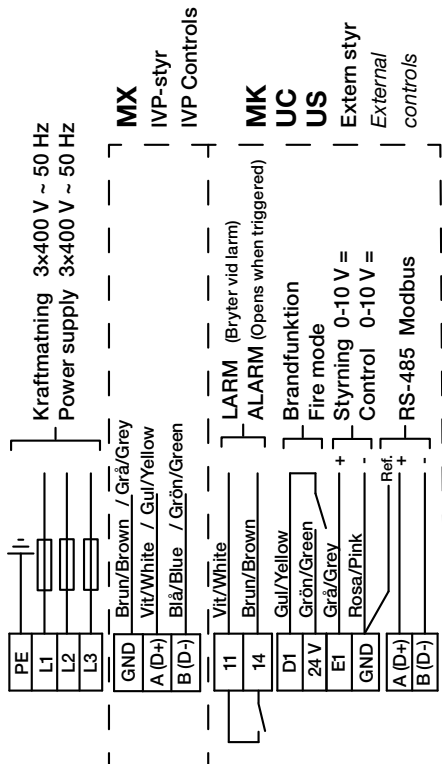 PE
L1
L2
L3
Kraftmatning 3×400 V ~ 50 Hz
Power supply 3×400 V ~ 50 Hz
GND
A (D+)
B (D-)
Brun/Brown / Grå/Grey
Vit/White / Gul/Yellow
Blå/Blue / Grön/Green
MX
IVP-styr
IVP Controls
11
14
Vit/White
Brun/Brown
LARM (Bryter vid larm)
ALARM (Opens when triggered)
D1
24 V
E1
GND
Gul/Yellow
Grön/Green
Grå/Grey
Rosa/Pink
+
-
Brandfunktion
Fire mode
Styrning 0-10 V =
Control 0-10 V =
A (D+)
B (D-)
Ref.
+
-
RS-485 Modbus
MK
UC
US
Extern styr
External
controls